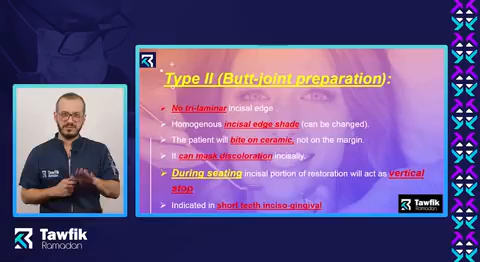 Type II (Butt-joint preparation):
No tri-laminar incisal edge
Homogenous incisal edge shade (can be changed).
The patient will bite on ceramic, not on the margin.
It can mask discoloration incisally.
During seating incisal portion of restoration will act as vertical
stop
Indicated in short teeth inciso-gingival
Tawfik
Ramadan
Tawfik
Ramadan